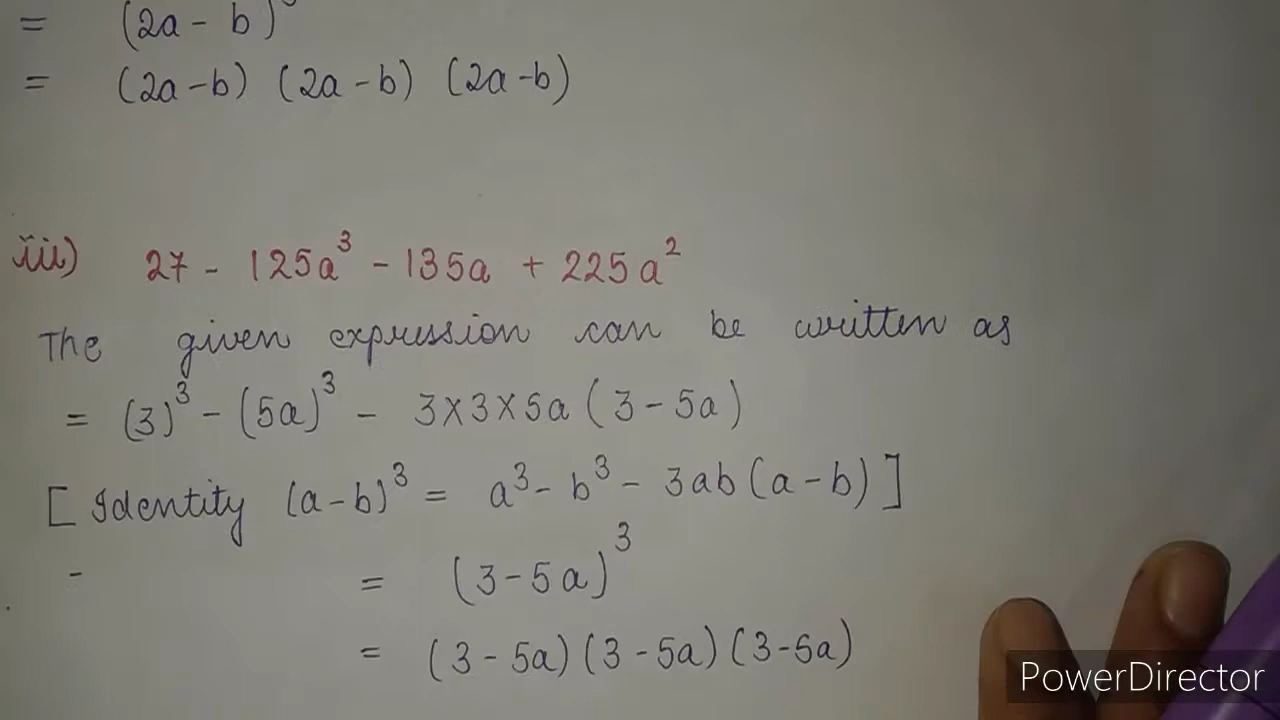 = (2a - b)³
= (2a-b) (2a-b) (2a-b)
iii) 27 - 125a³ - 135a + 225a²
The given expression can be written as
= (3)³ - (5a)³ - 3×3×5a (3 - 5a)
[ Identity (a-b)³ = a³ - b³ - 3ab (a-b) ]
-
= (3-5a)³
= (3-5a) (3-5a) (3-5a)
PowerDirector